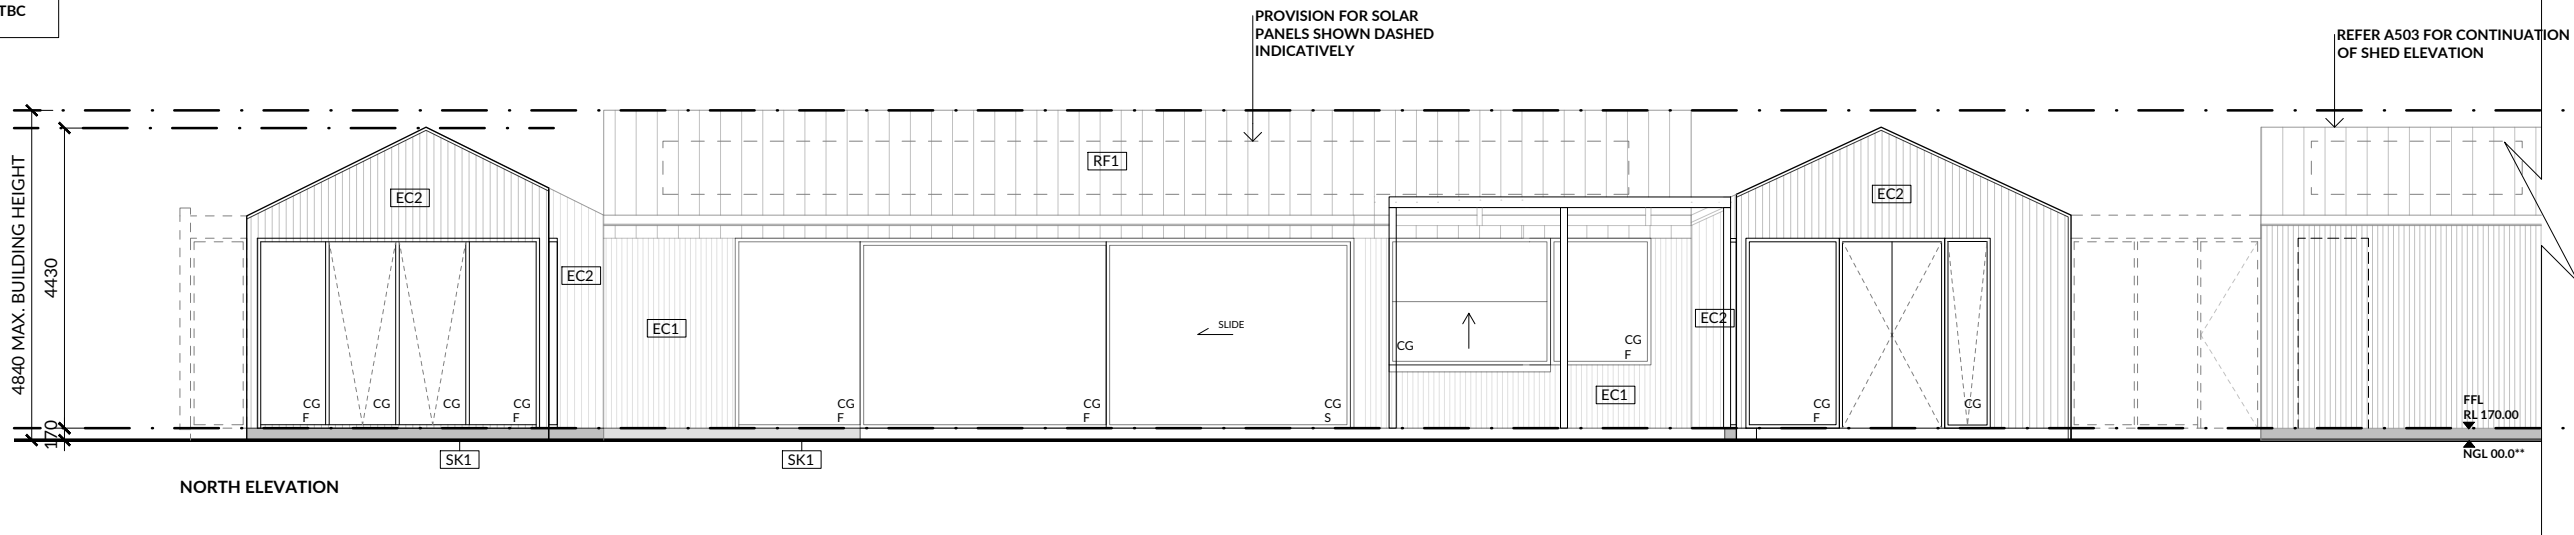 TBC
PROVISION FOR SOLAR
PANELS SHOWN DASHED
INDICATIVELY
REFER A503 FOR CONTINUATION
OF SHED ELEVATION
4840 MAX. BUILDING HEIGHT
4430
170
RF1
EC2
EC2
EC2
EC1
SLIDE
EC2
CG
CG
F
EC1
CG
F
CG
CG
CG
F
CG
F
CG
F
CG
S
CG
F
CG
FFL
RL 170.00
NGL 00.0**
SK1
SK1
NORTH ELEVATION